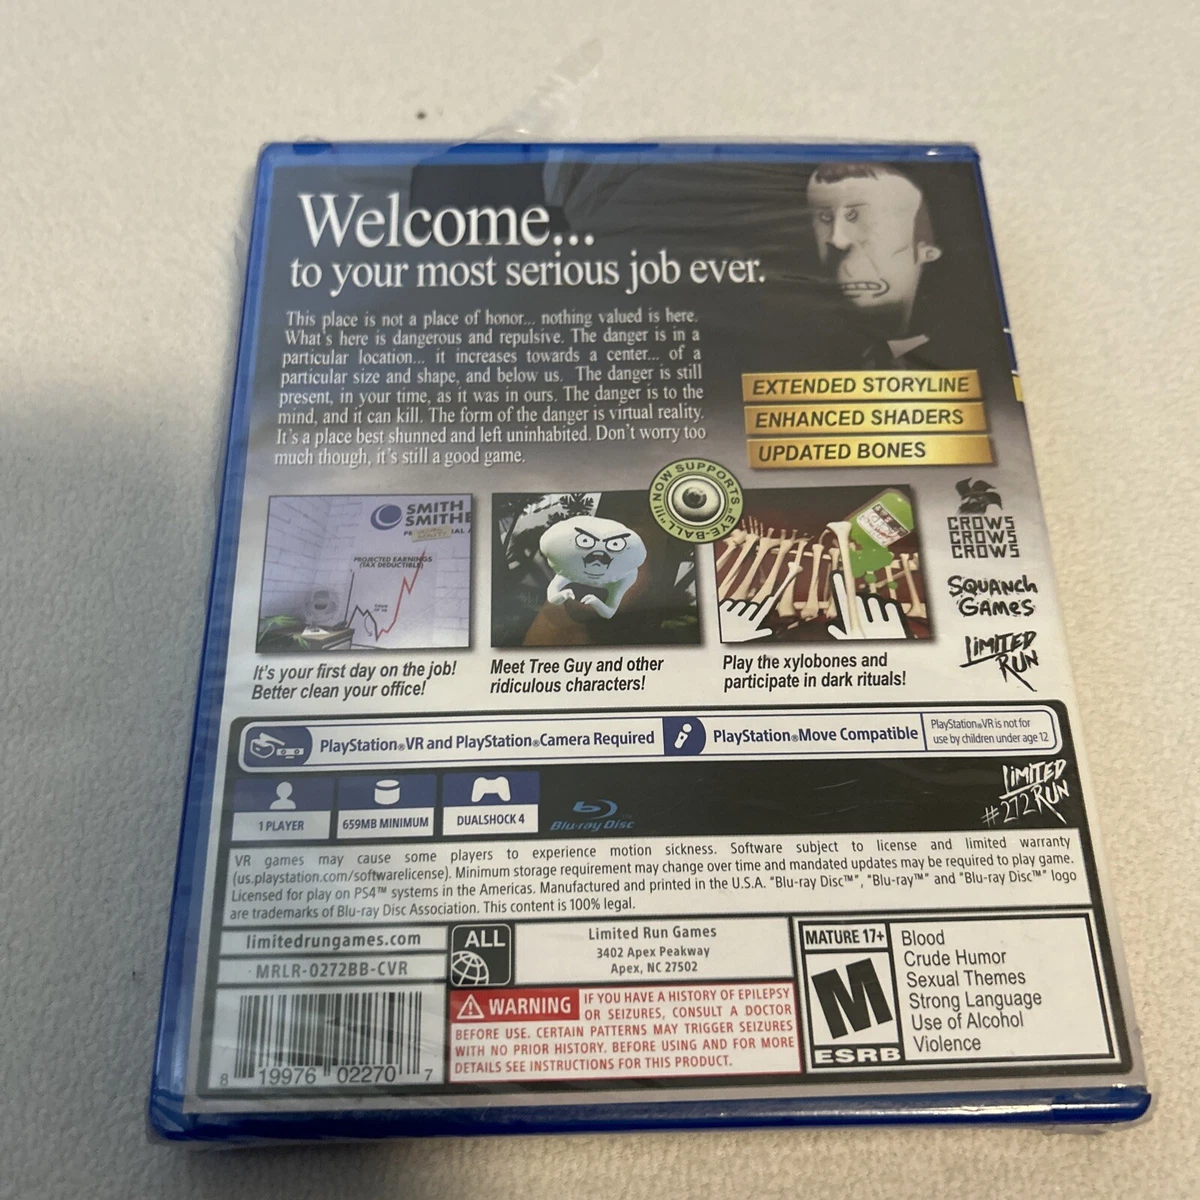 Welcome...
to your most serious job ever.
This place is not a place of honor... nothing valued is here.
What's here is dangerous and repulsive. The danger is in a
particular location... it increases towards a center... of a
particular size and shape, and below us. The danger is still
present, in your time, as it was in ours. The danger is to the
mind, and it can kill. The form of the danger is virtual reality.
It's a place best shunned and left uninhabited. Don't worry too
much though, it's still a good game.
EXTENDED STORYLINE
ENHANCED SHADERS
UPDATED BONES
NOW SUPPORTS "EYE-BALL"!!!
SMITH
SMITHE
PROJECTED EARNINGS
(TAX DEDUCTIBLE)
CROWS
CROWS
CROWS
SQUANCH
GAMES
LIMITED
RUN
It's your first day on the job!
Better clean your office!
Meet Tree Guy and other
ridiculous characters!
Play the xylobones and
participate in dark rituals!
PlayStation®VR and PlayStation®Camera Required
PlayStation®Move Compatible
PlayStation®VR is not for
use by children under age 12
1 PLAYER
659MB MINIMUM
DUALSHOCK 4
Blu-ray Disc
LIMITED
RUN
#272
VR games may cause some players to experience motion sickness. Software subject to license and limited warranty
(us.playstation.com/softwarelicense). Minimum storage requirement may change over time and mandated updates may be required to play game.
Licensed for play on PS4™ systems in the Americas. Manufactured and printed in the U.S.A. "Blu-ray Disc™", "Blu-ray™" and "Blu-ray Disc™" logo
are trademarks of Blu-ray Disc Association. This content is 100% legal.
limitedrungames.com
MRLR-0272BB-CVR
8 19976 02270 7
ALL
Limited Run Games
3402 Apex Peakway
Apex, NC 27502
WARNING IF YOU HAVE A HISTORY OF EPILEPSY
OR SEIZURES, CONSULT A DOCTOR
BEFORE USE. CERTAIN PATTERNS MAY TRIGGER SEIZURES
WITH NO PRIOR HISTORY. BEFORE USING AND FOR MORE
DETAILS SEE INSTRUCTIONS FOR THIS PRODUCT.
MATURE 17+
M
ESRB
Blood
Crude Humor
Sexual Themes
Strong Language
Use of Alcohol
Violence